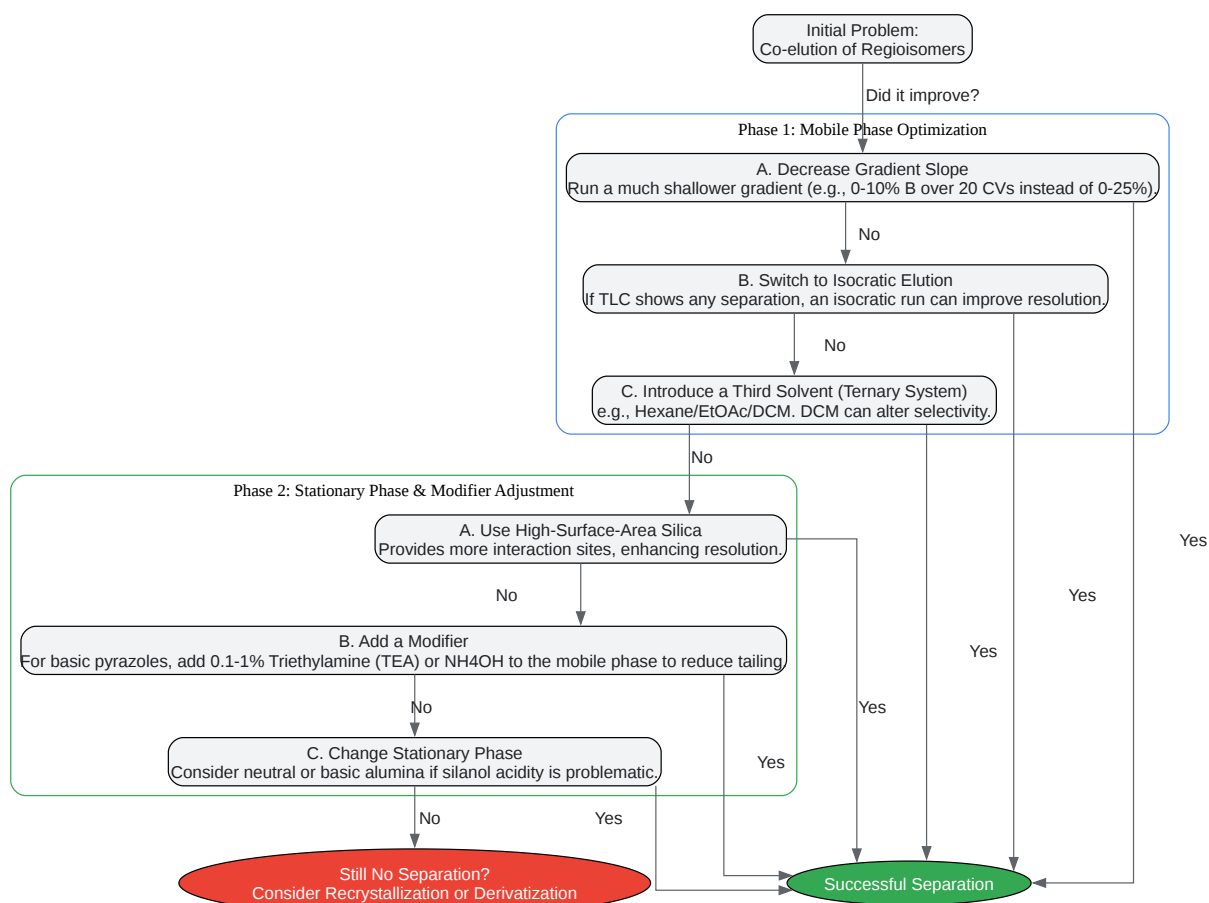 Initial Problem:
Co-elution of Regioisomers
Did it improve?
Phase 1: Mobile Phase Optimization
A. Decrease Gradient Slope
Run a much shallower gradient (e.g., 0-10% B over 20 CVs instead of 0-25%).
No
B. Switch to Isocratic Elution
If TLC shows any separation, an isocratic run can improve resolution.
No
C. Introduce a Third Solvent (Ternary System)
e.g., Hexane/EtOAc/DCM. DCM can alter selectivity.
No
Phase 2: Stationary Phase & Modifier Adjustment
A. Use High-Surface-Area Silica
Provides more interaction sites, enhancing resolution.
Yes
No
Yes
B. Add a Modifier
For basic pyrazoles, add 0.1-1% Triethylamine (TEA) or NH4OH to the mobile phase to reduce tailing
Yes
No
Yes
C. Change Stationary Phase
Consider neutral or basic alumina if silanol acidity is problematic.
Yes
No
Yes
Still No Separation?
Consider Recrystallization or Derivatization
Successful Separation